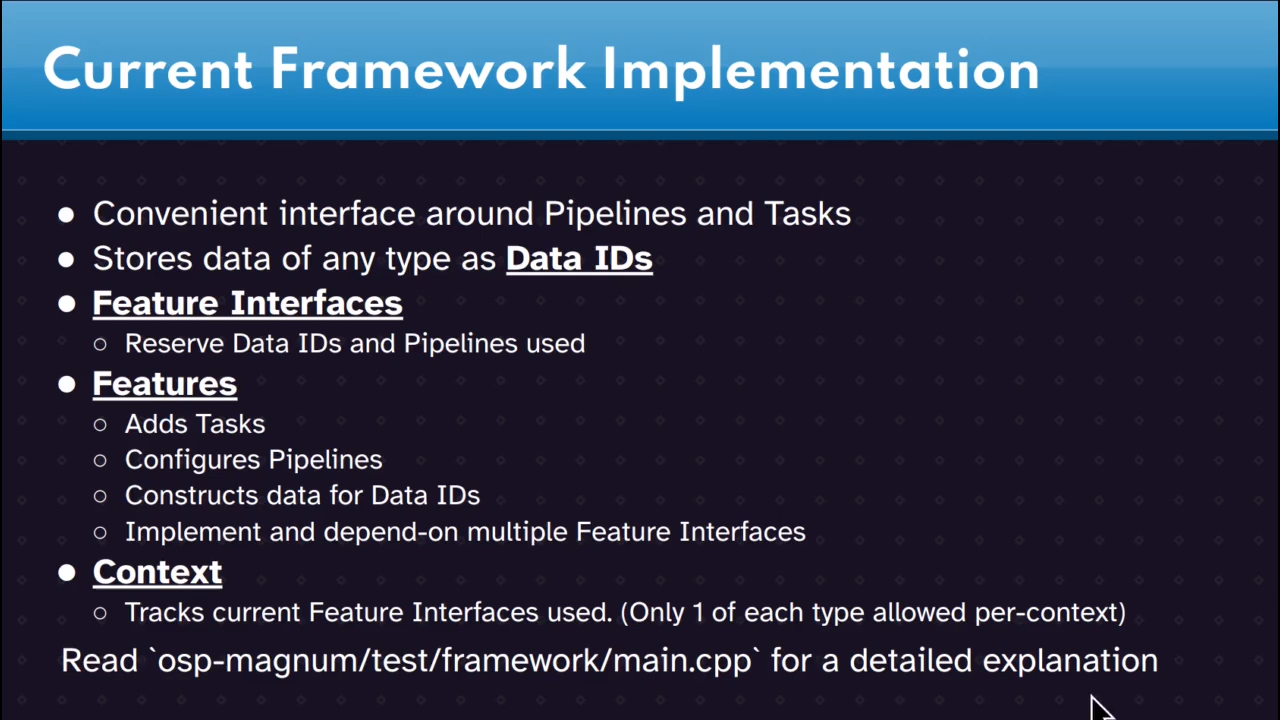 Current Framework Implementation
● Convenient interface around Pipelines and Tasks
● Stores data of any type as Data IDs
● Feature Interfaces
○ Reserve Data IDs and Pipelines used
● Features
○ Adds Tasks
○ Configures Pipelines
○ Constructs data for Data IDs
○ Implement and depend-on multiple Feature Interfaces
● Context
○ Tracks current Feature Interfaces used. (Only 1 of each type allowed per-context)
Read `osp-magnum/test/framework/main.cpp` for a detailed explanation